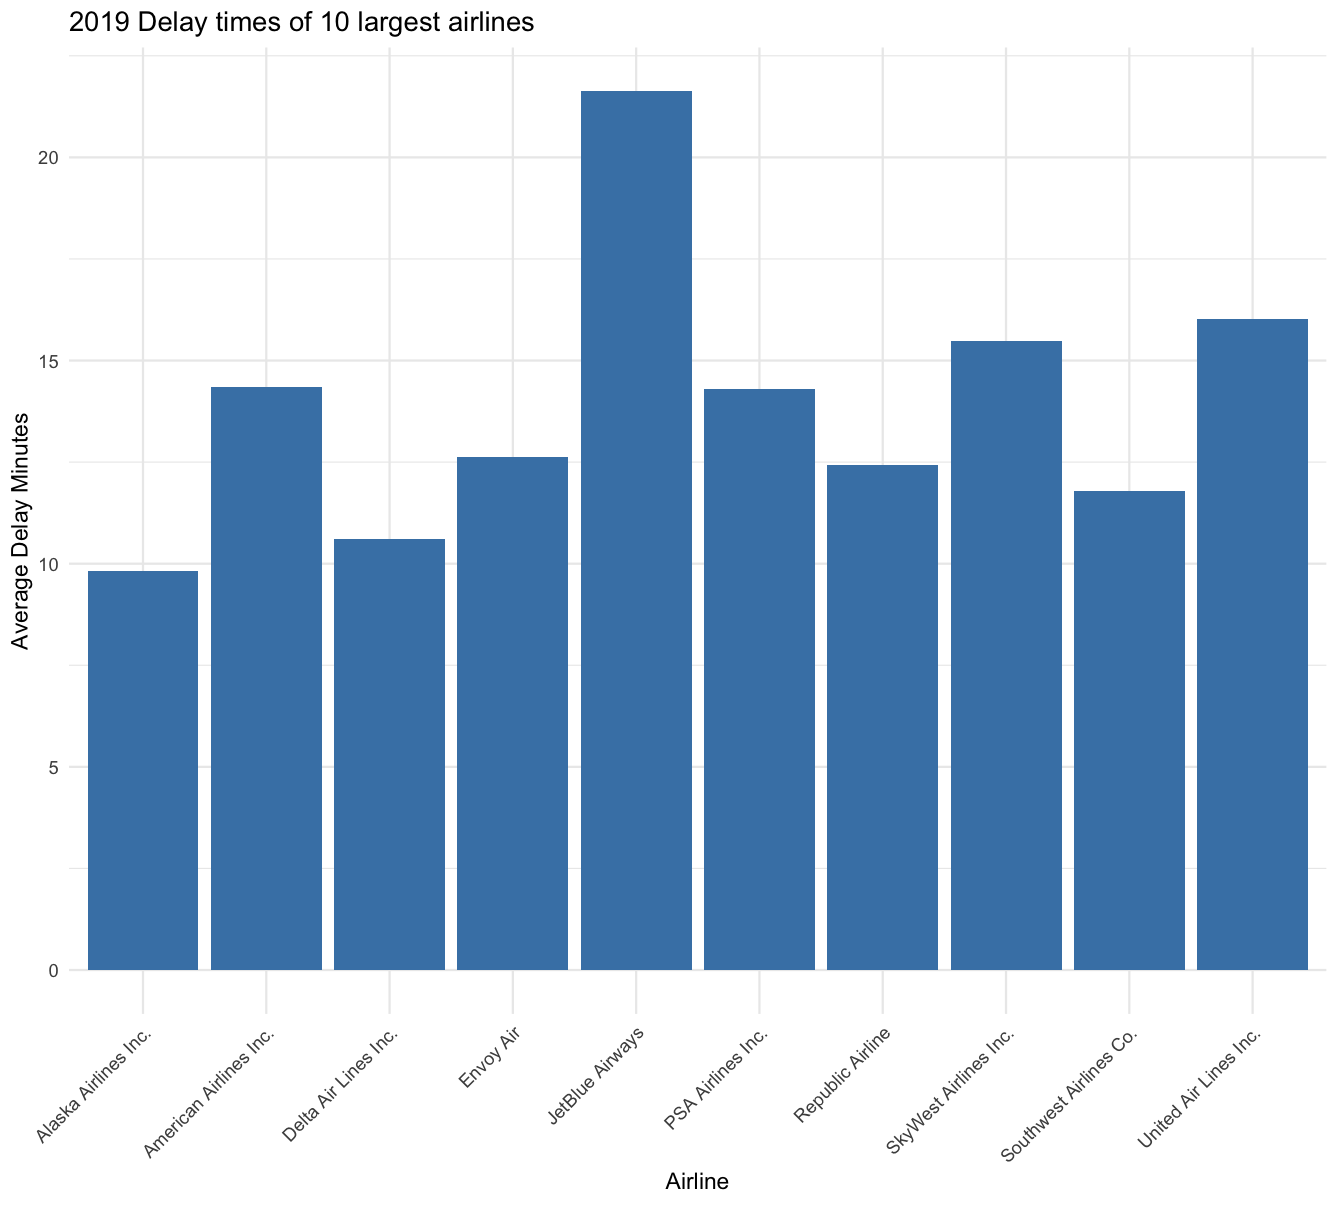 2019 Delay times of 10 largest airlines
Average Delay Minutes
20
15
10
5
0
Alaska Airlines Inc.
American Airlines Inc.
Delta Air Lines Inc.
Envoy Air
JetBlue Airways
PSA Airlines Inc.
Republic Airline
SkyWest Airlines Inc.
Southwest Airlines Co.
United Air Lines Inc.
Airline